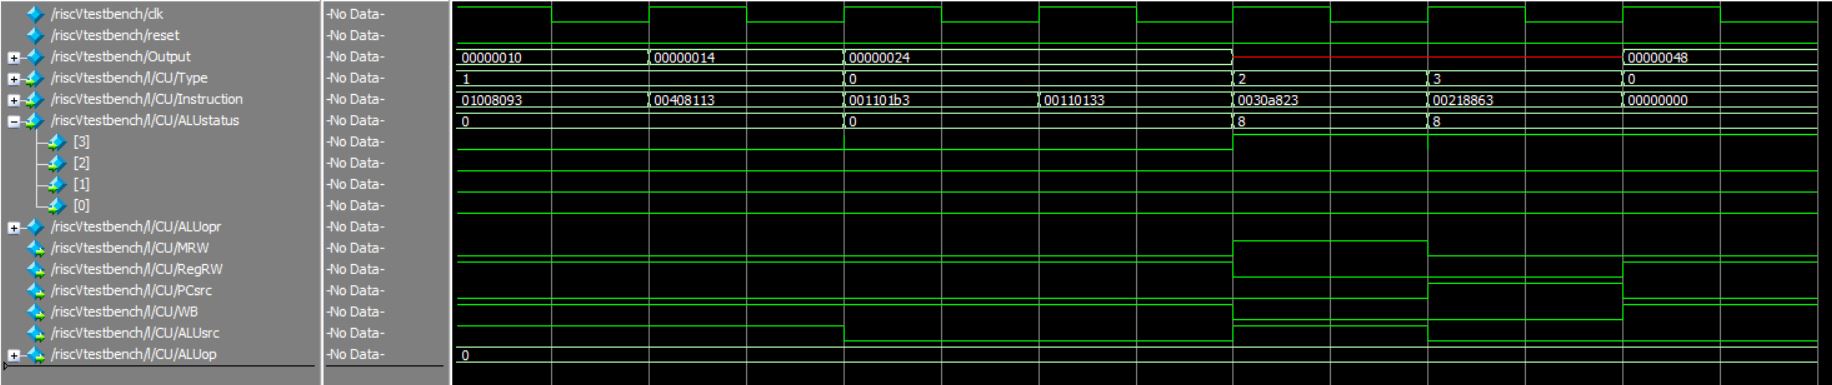 /riscVtestbench/clk -No Data-
/riscVtestbench/reset -No Data-
/riscVtestbench/Output -No Data- 00000010 00000014 00000024 00000048
/riscVtestbench/I/CU/Type -No Data- 1 0 2 3 0
/riscVtestbench/I/CU/Instruction -No Data- 01008093 00408113 001101b3 00110133 0030a823 00218863 00000000
/riscVtestbench/I/CU/ALUstatus -No Data- 0 0 8 8
[3] -No Data-
[2] -No Data-
[1] -No Data-
[0] -No Data-
/riscVtestbench/I/CU/ALUopr -No Data-
/riscVtestbench/I/CU/MRW -No Data-
/riscVtestbench/I/CU/RegRW -No Data-
/riscVtestbench/I/CU/PCsrc -No Data-
/riscVtestbench/I/CU/WB -No Data-
/riscVtestbench/I/CU/ALUsrc -No Data-
/riscVtestbench/I/CU/ALUop -No Data- 0